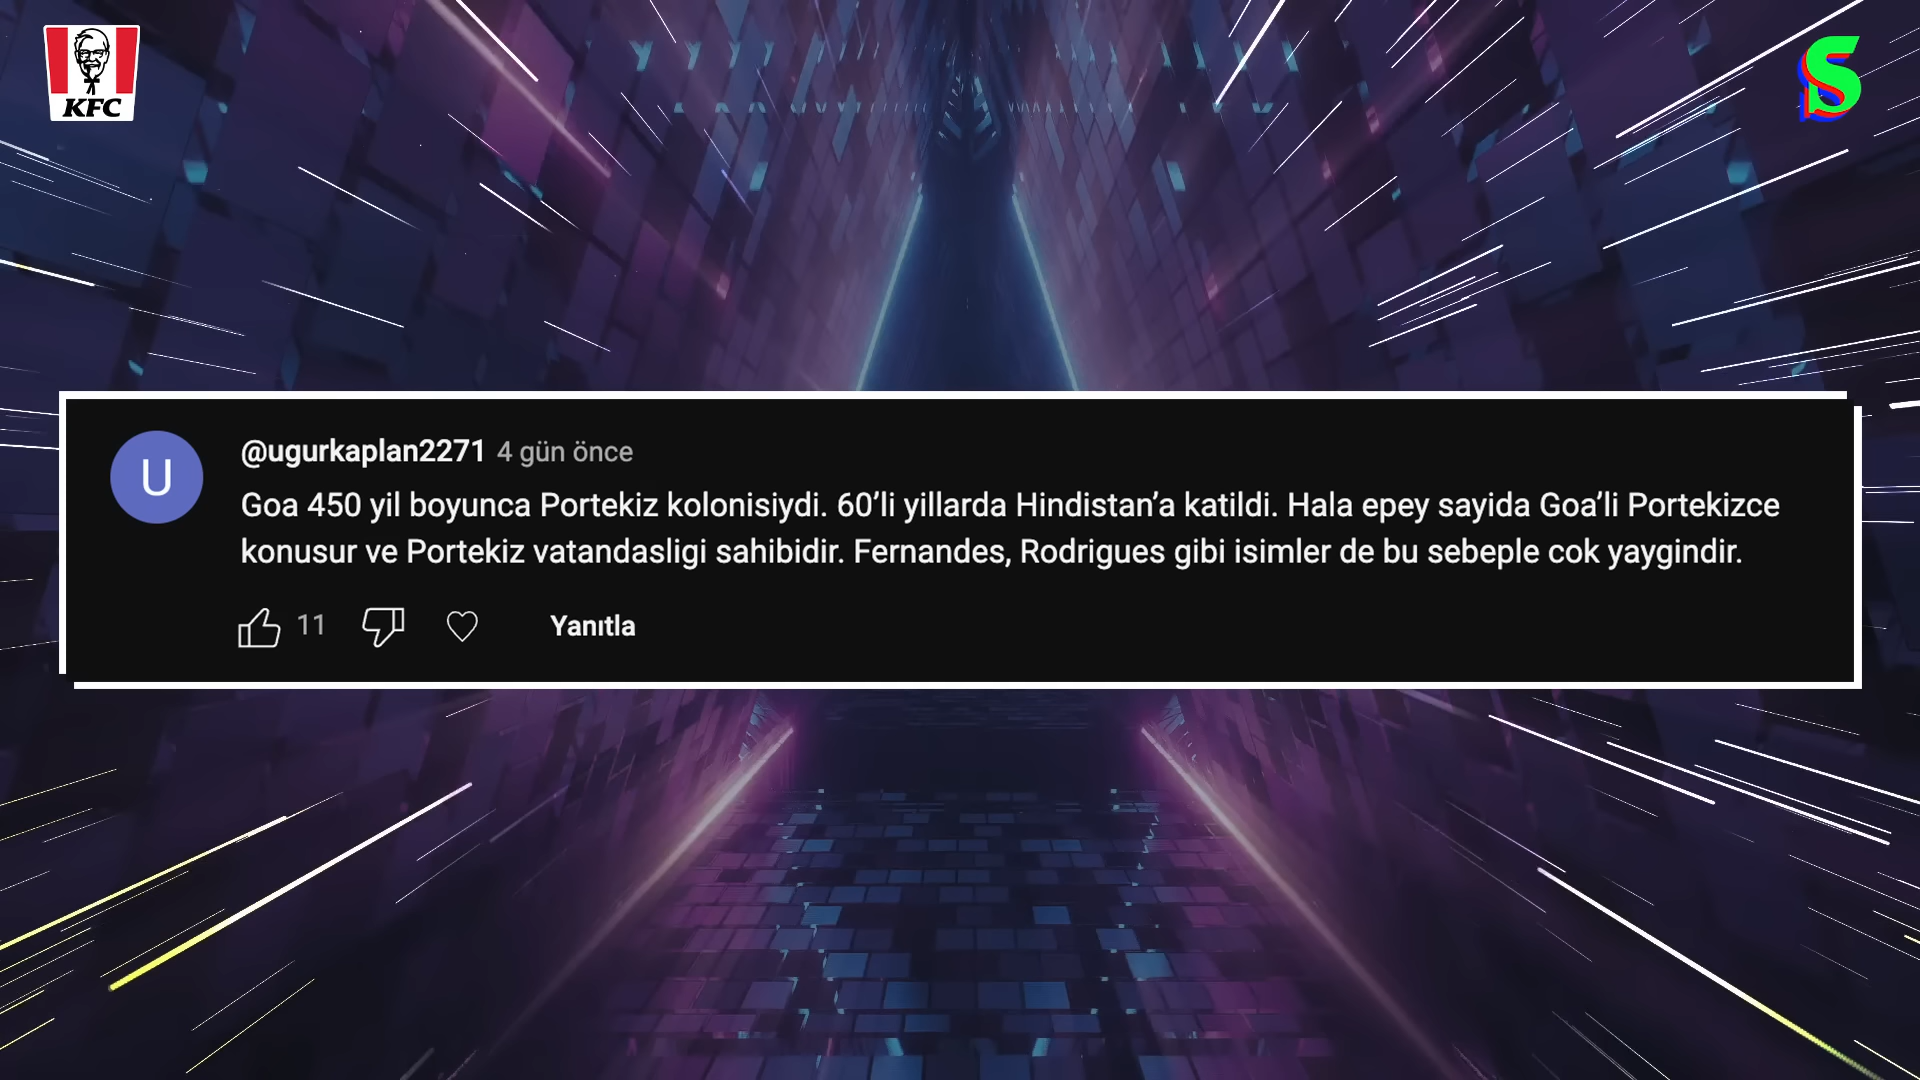 KFC
S
U
@ugurkaplan2271 4 gün önce
Goa 450 yil boyunca Portekiz kolonisiydi. 60’li yillarda Hindistan’a katildi. Hala epey sayida Goa’li Portekizce
konusur ve Portekiz vatandasligi sahibidir. Fernandes, Rodrigues gibi isimler de bu sebeple cok yaygindir.
11
Yanıtla